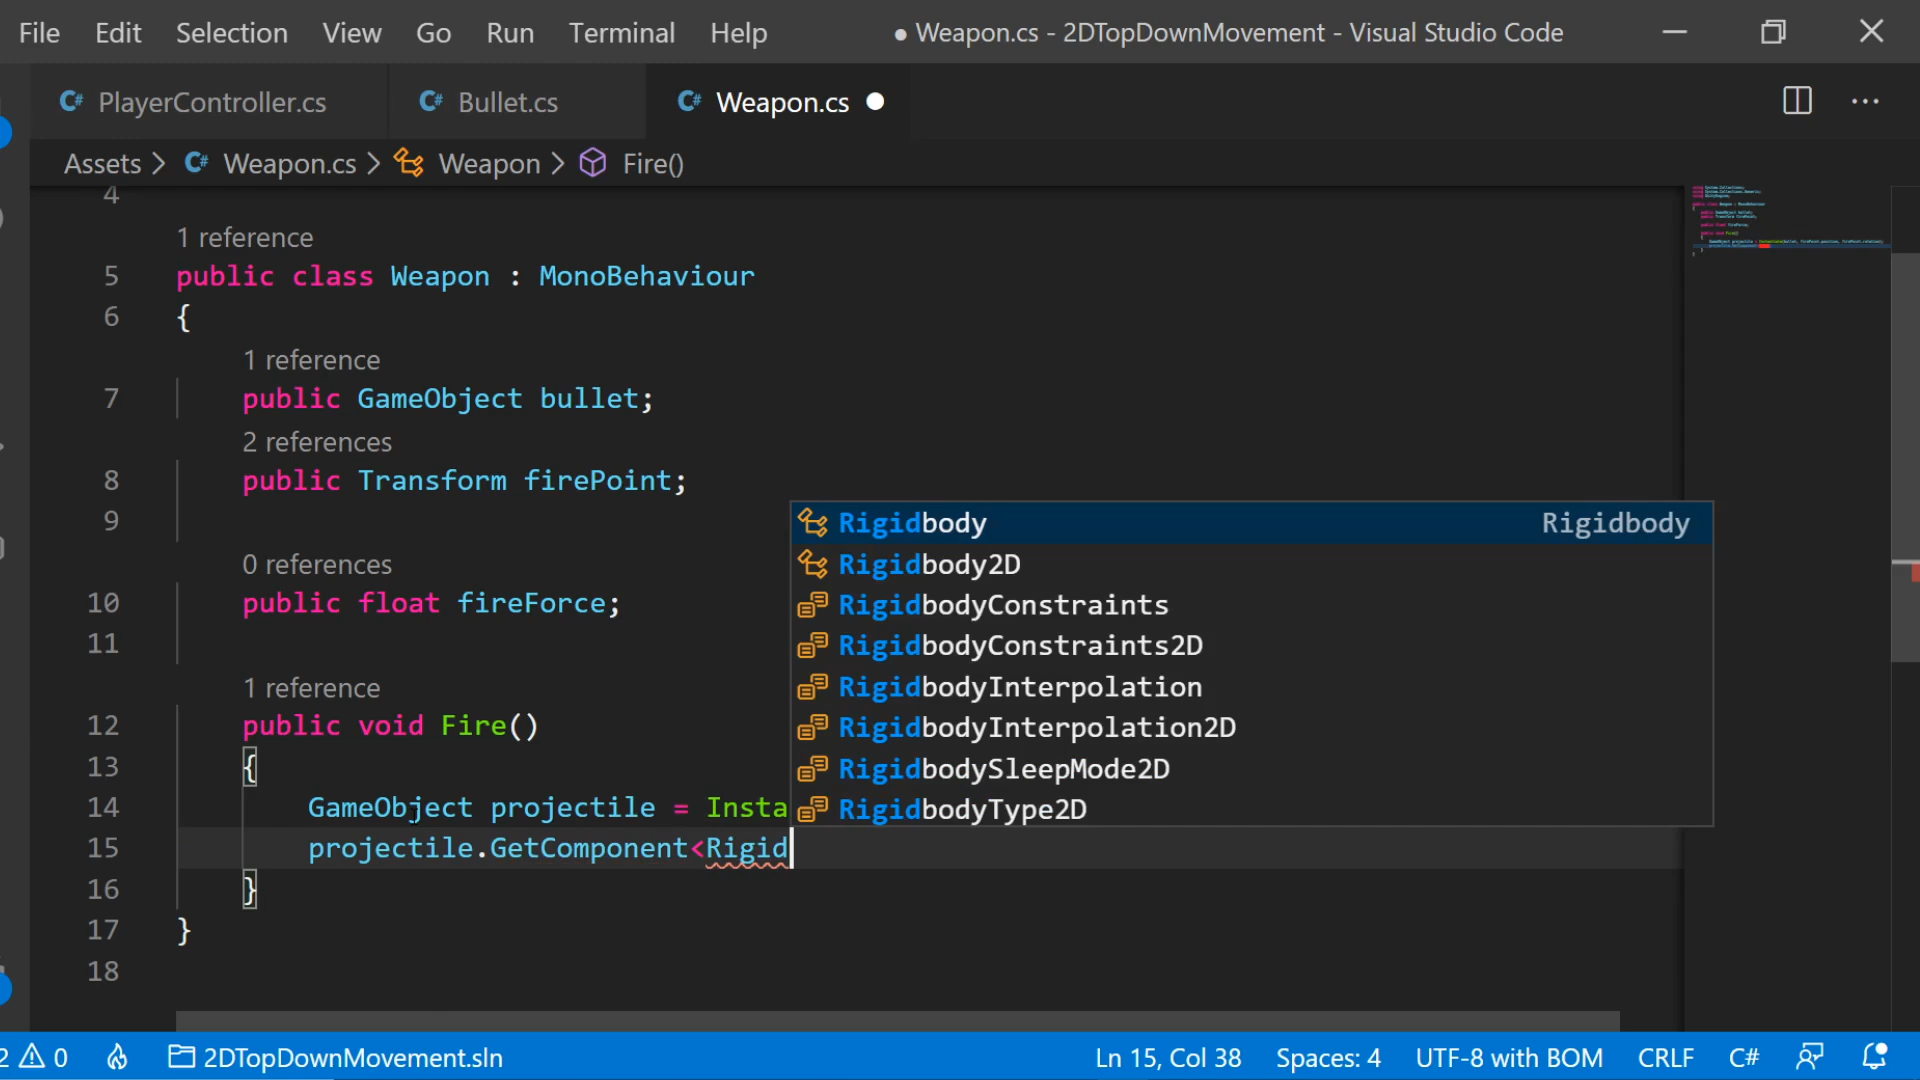 File Edit Selection View Go Run Terminal Help ● Weapon.cs - 2DTopDownMovement - Visual Studio Code
PlayerController.cs Bullet.cs Weapon.cs
Assets > Weapon.cs > Weapon > Fire()
4
1 reference
5 public class Weapon : MonoBehaviour
6 {
1 reference
7 public GameObject bullet;
2 references
8 public Transform firePoint;
9
0 references
10 public float fireForce;
11
1 reference
12 public void Fire()
13 {
14 GameObject projectile = Insta
15 projectile.GetComponent<Rigid
16 }
17 }
18
Rigidbody Rigidbody
Rigidbody2D
RigidbodyConstraints
RigidbodyConstraints2D
RigidbodyInterpolation
RigidbodyInterpolation2D
RigidbodySleepMode2D
RigidbodyType2D
2 0 2DTopDownMovement.sln Ln 15, Col 38 Spaces: 4 UTF-8 with BOM CRLF C#